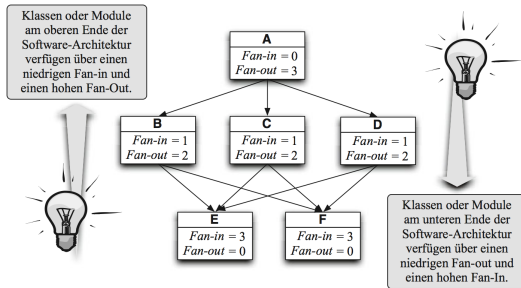 Klassen oder Module
am oberen Ende der
Software-Architektur
verfügen über einen
niedrigen Fan-in und
einen hohen Fan-Out.
A
Fan-in = 0
Fan-out = 3
B
Fan-in = 1
Fan-out = 2
C
Fan-in = 1
Fan-out = 2
D
Fan-in = 1
Fan-out = 2
E
Fan-in = 3
Fan-out = 0
F
Fan-in = 3
Fan-out = 0
Klassen oder Module
am unteren Ende der
Software-Architektur
verfügen über einen
niedrigen Fan-out und
einen hohen Fan-In.